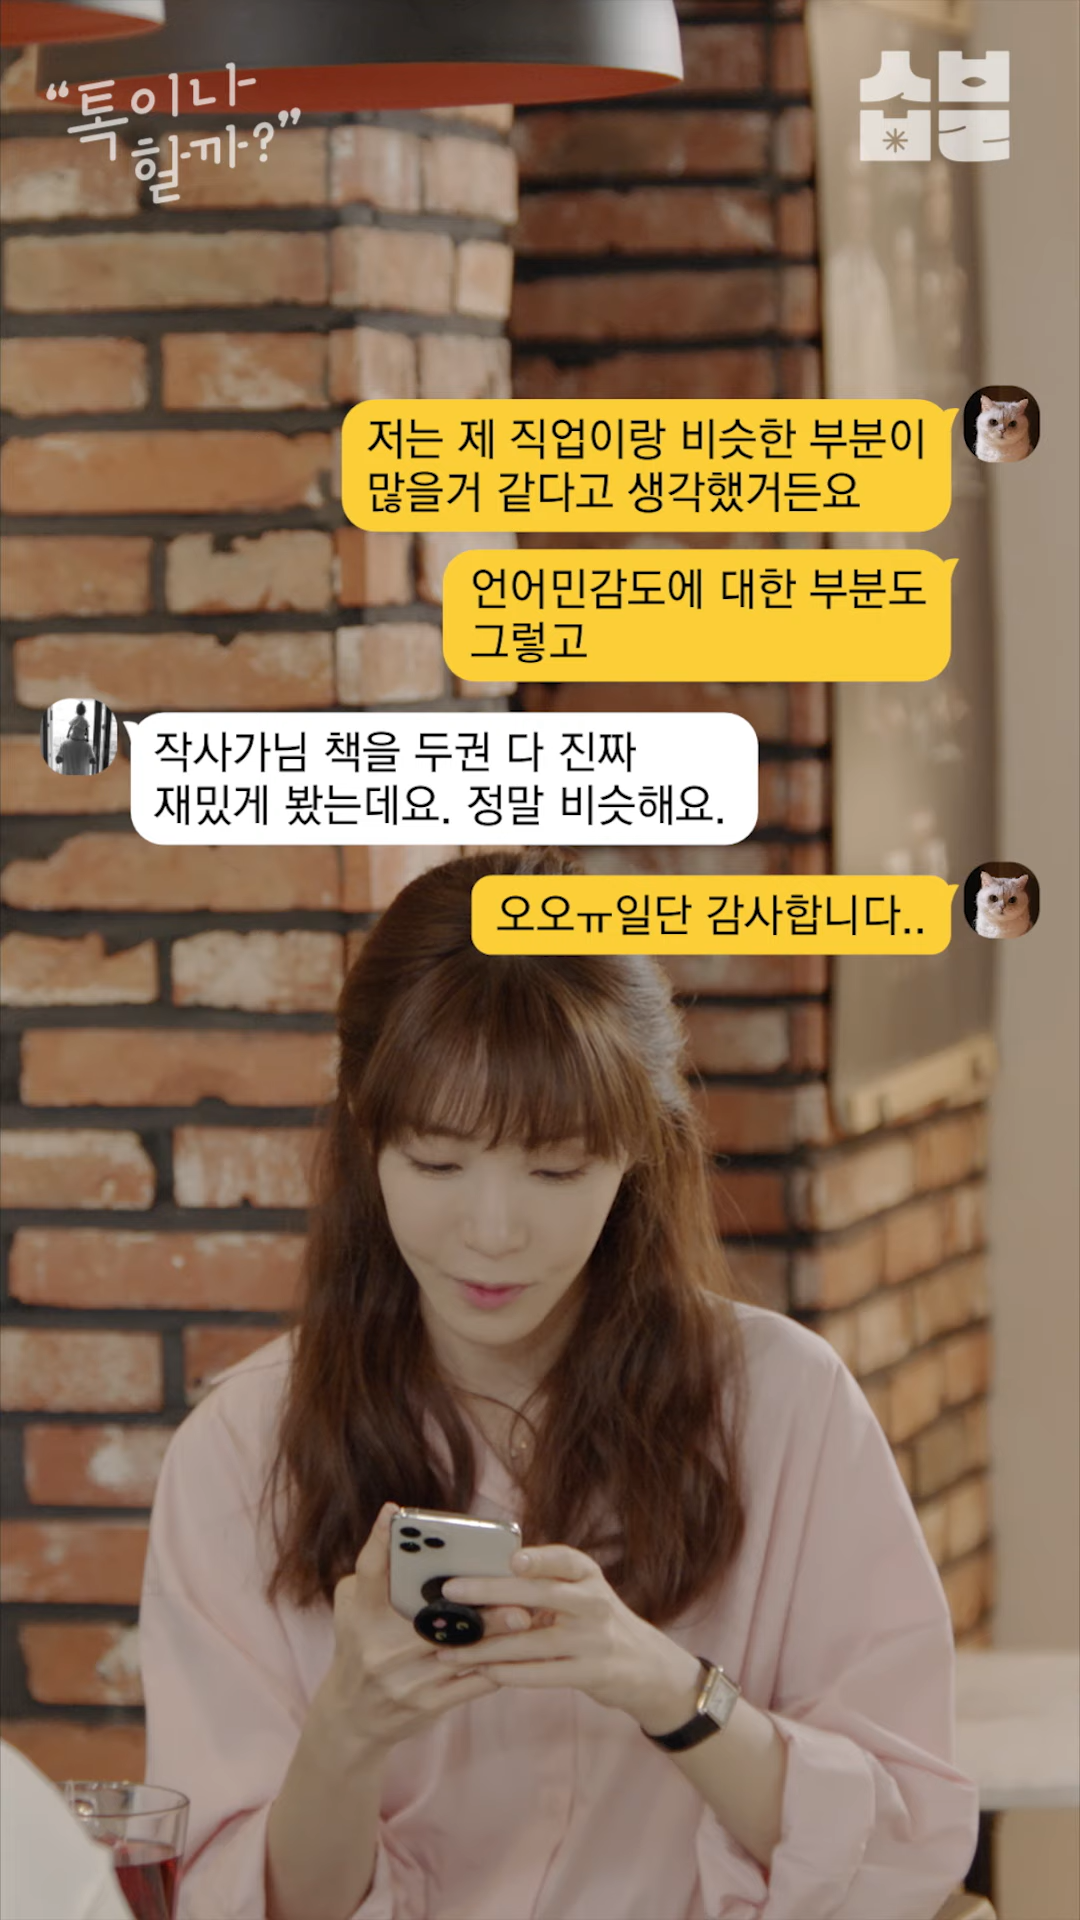 “톡이나
할까?”
숍붇
저는 제 직업이랑 비슷한 부분이
많을거 같다고 생각했거든요
언어민감도에 대한 부분도
그렇고
작사가님 책을 두권 다 진짜
재밌게 봤는데요. 정말 비슷해요.
오오ㅠ일단 감사합니다..